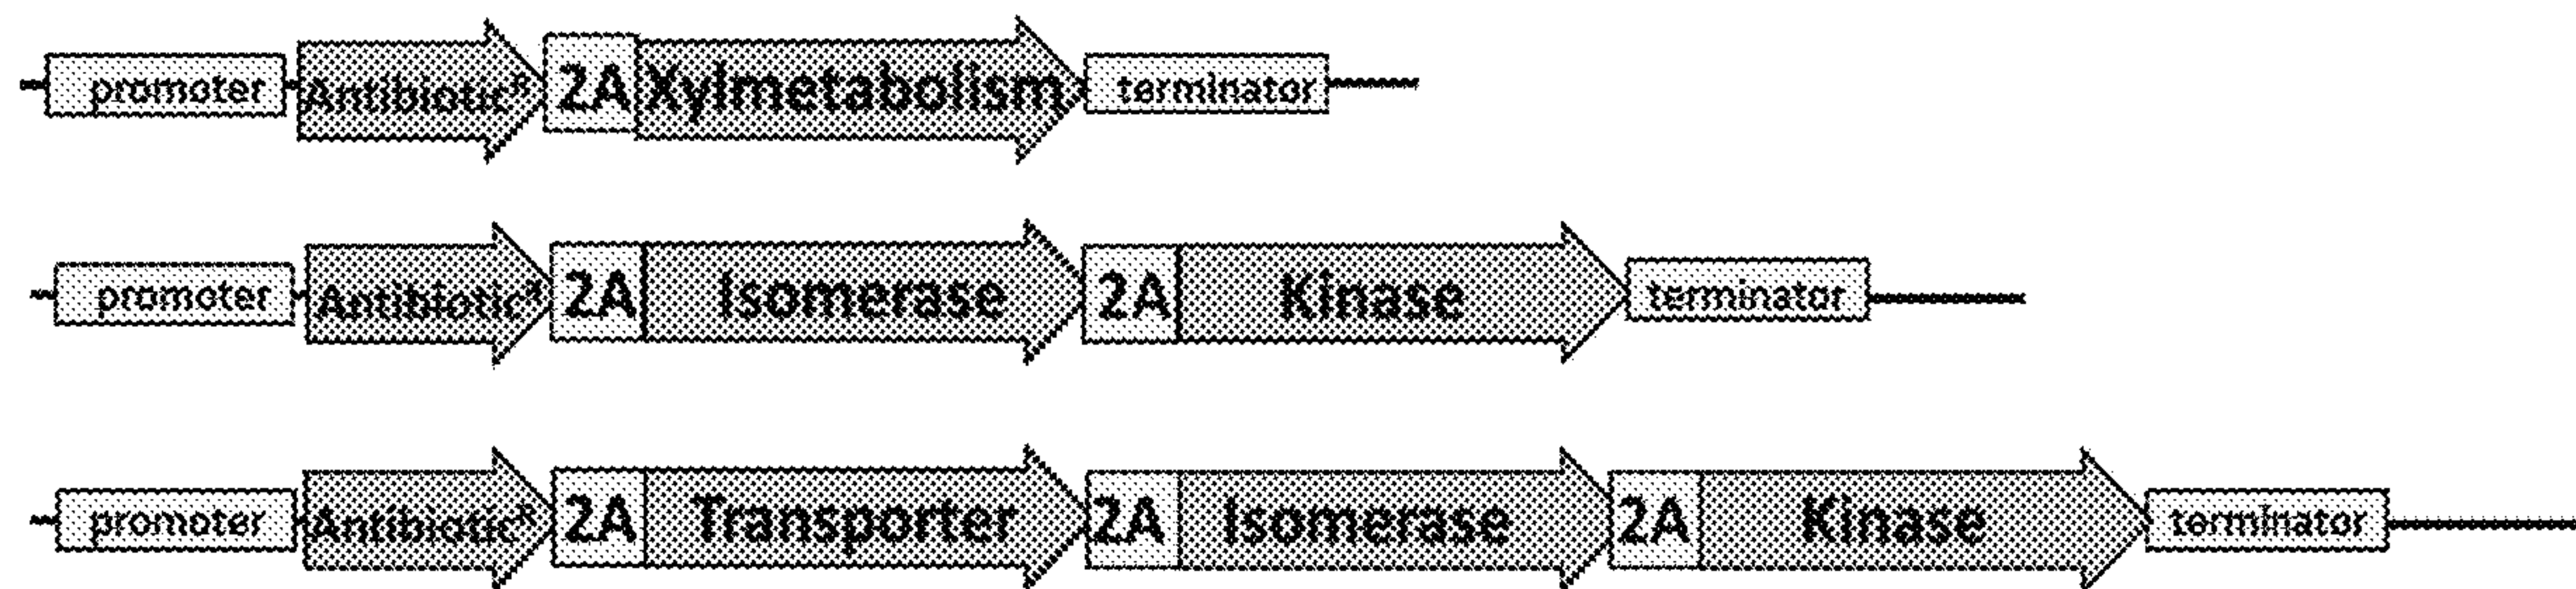 promoter Antibioticᴿ 2A Xylmetabolism terminator
promoter Antibioticᴿ 2A Isomerase 2A Kinase terminator
promoter Antibioticᴿ 2A Transporter 2A Isomerase 2A Kinase terminator